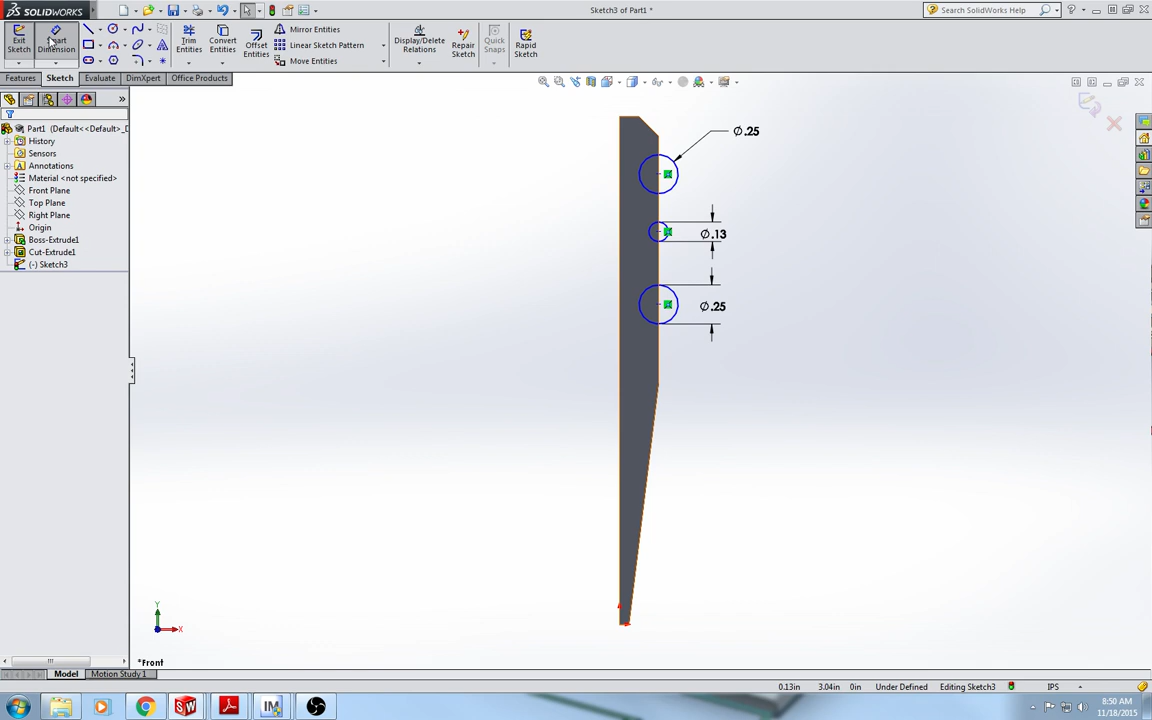 SOLIDWORKS
Sketch3 of Part1 *
Search SolidWorks Help
Exit Sketch
Smart Dimension
Trim Entities
Convert Entities
Offset Entities
Mirror Entities
Linear Sketch Pattern
Move Entities
Display/Delete Relations
Repair Sketch
Quick Snaps
Rapid Sketch
Features
Sketch
Evaluate
DimXpert
Office Products
Part1 (Default<<Default>_D
History
Sensors
Annotations
Material <not specified>
Front Plane
Top Plane
Right Plane
Origin
Boss-Extrude1
Cut-Extrude1
(-) Sketch3
Ø.25
Ø.13
Ø.25
Y
X
*Front
Model
Motion Study 1
0.13in 3.04in 0in Under Defined Editing Sketch3 IPS
SW
IM
8:50 AM
11/18/2015